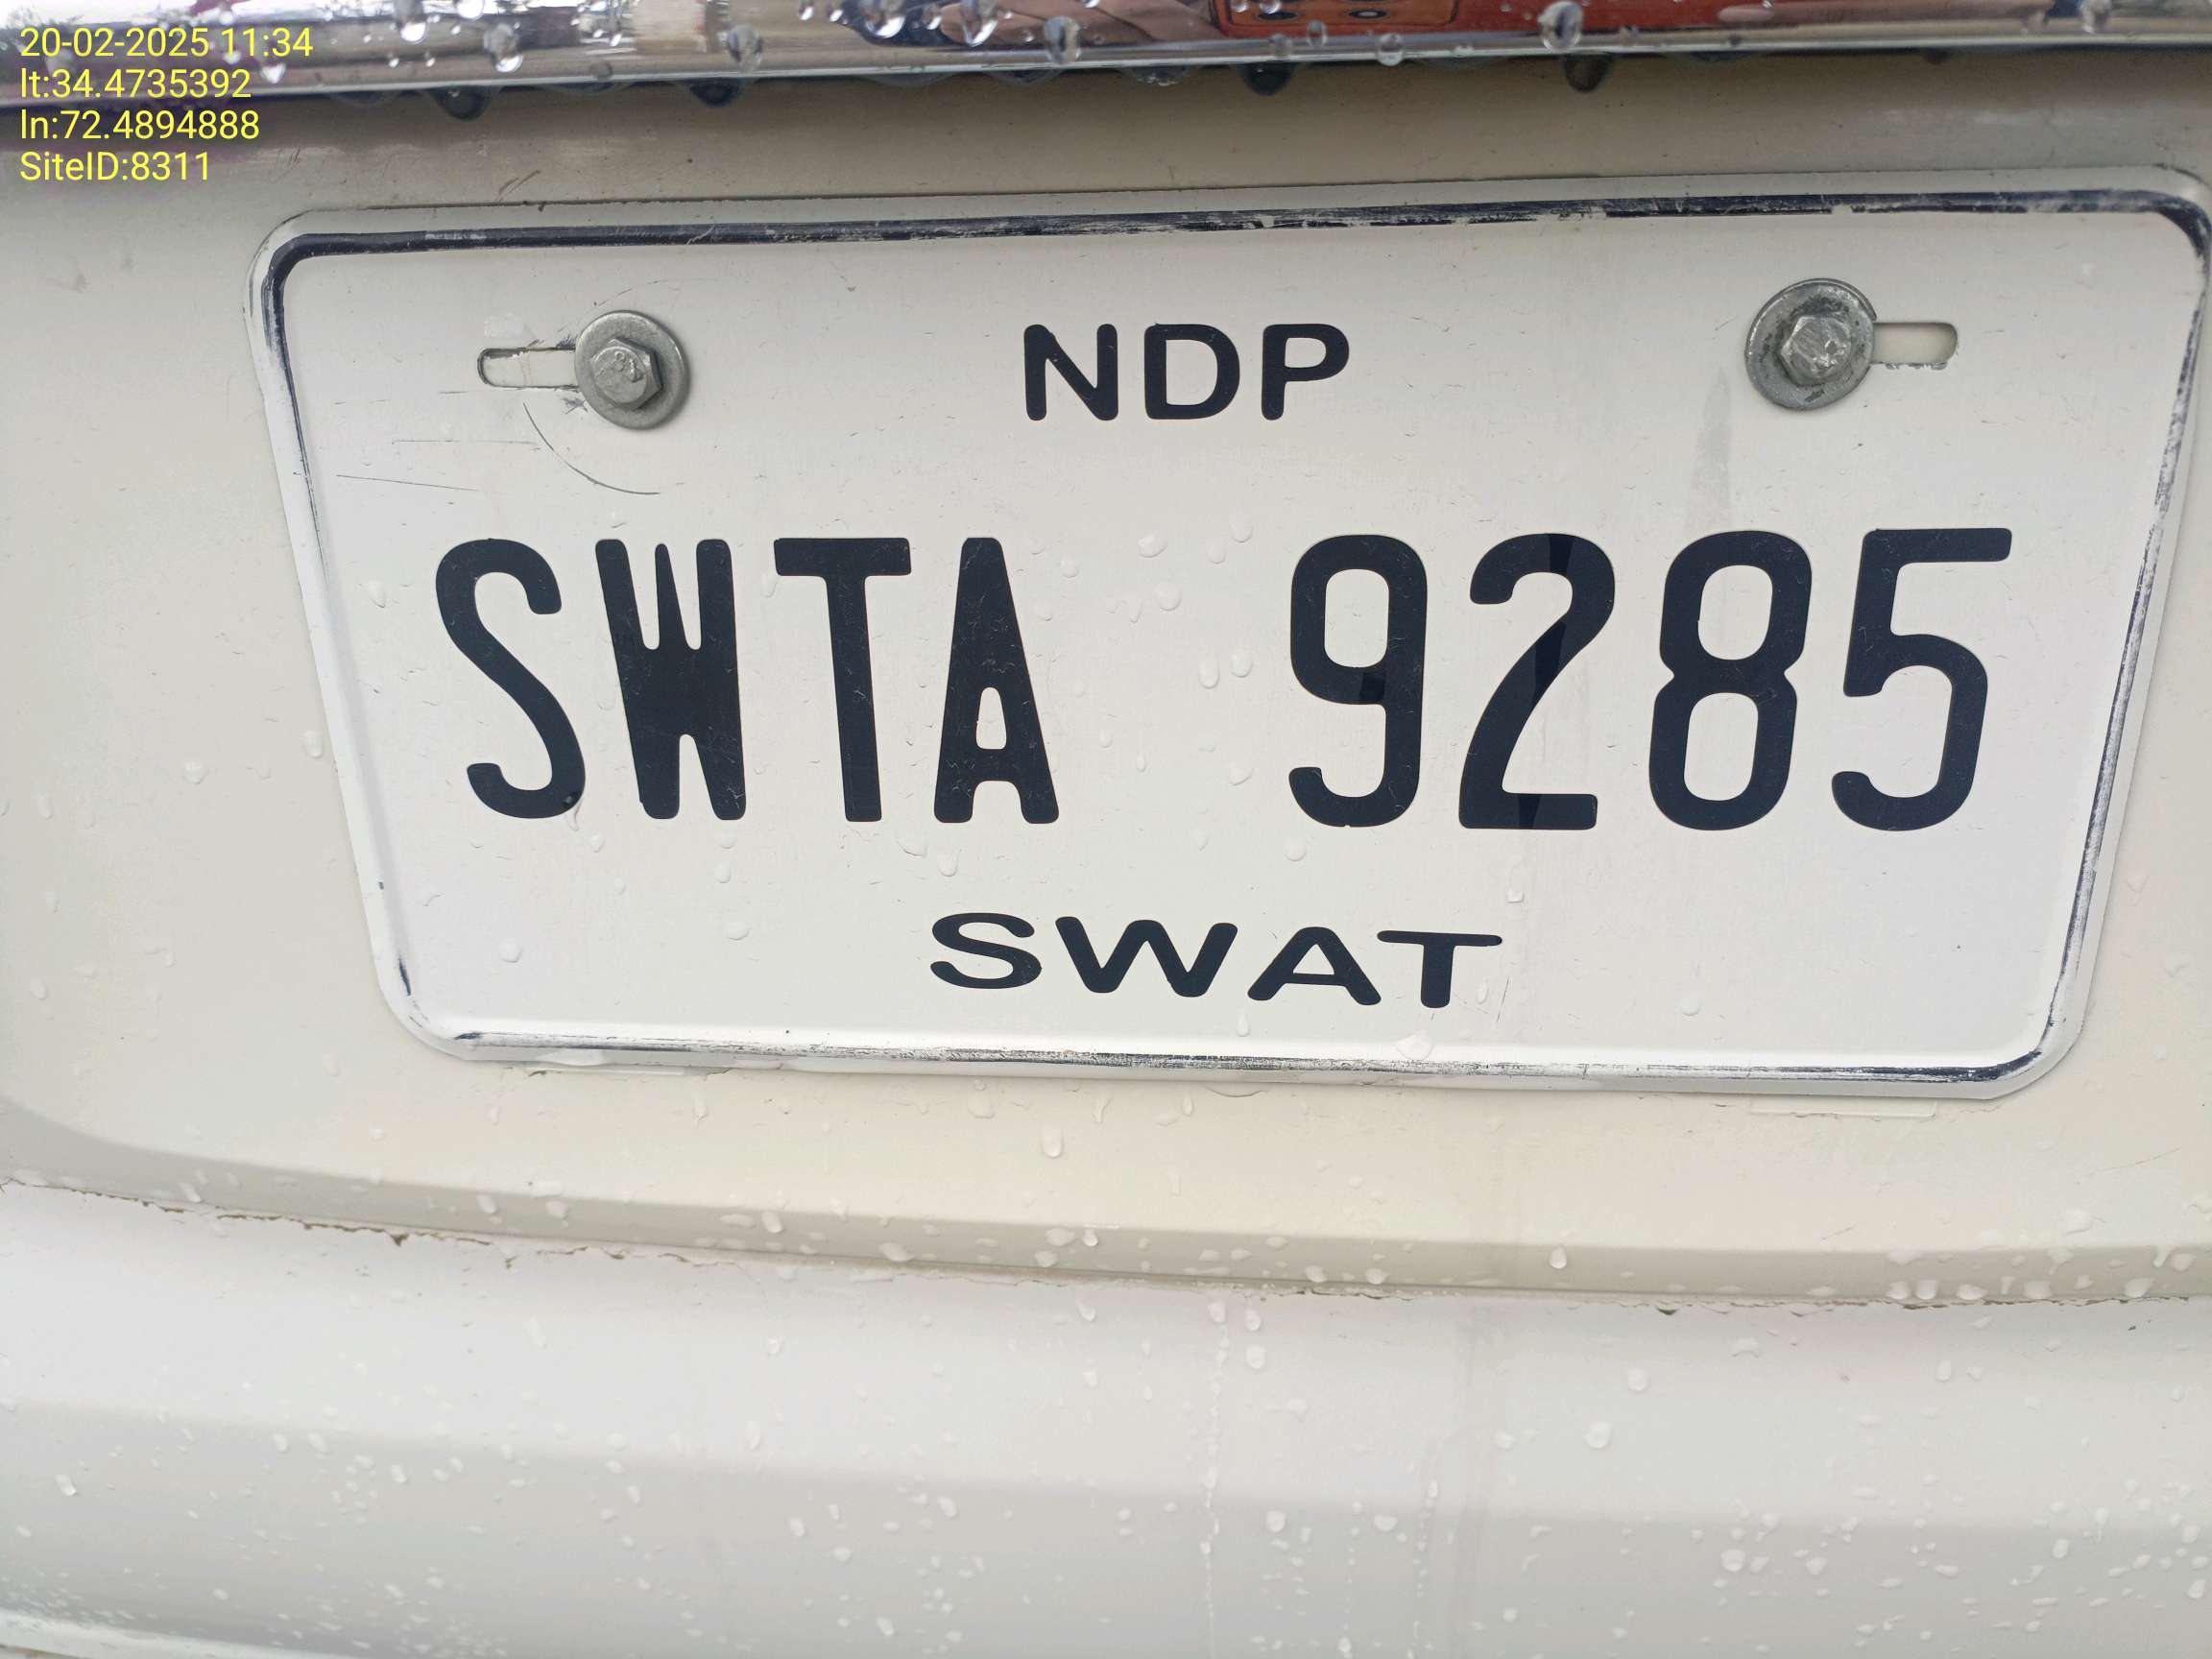 20-02-2025 11:34
lt:34.4735392
ln:72.4894888
SiteID:8311
NDP
SWTA 9285
SWAT